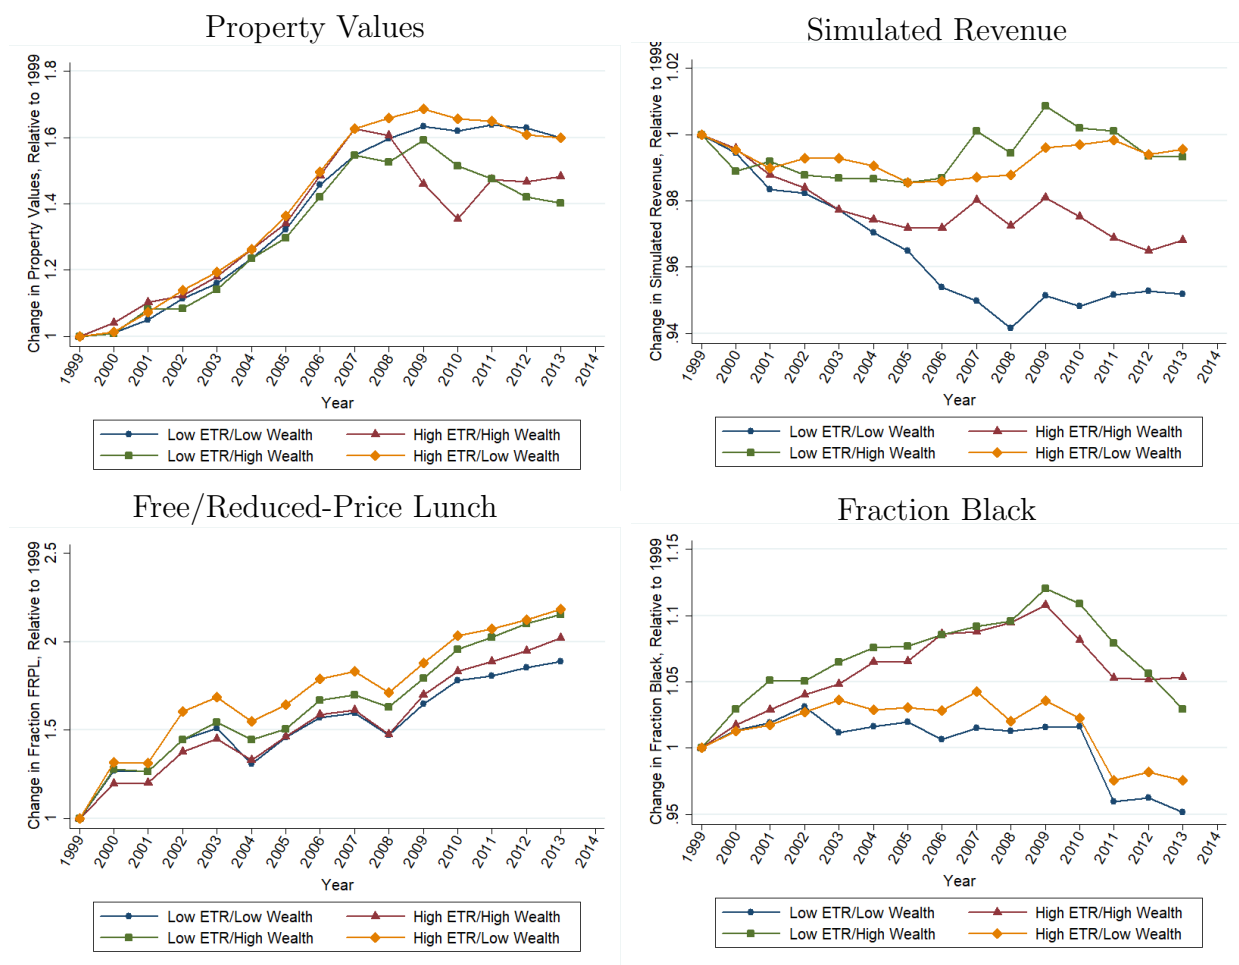 Property Values
Change in Property Values, Relative to 1999
1.8
1.6
1.4
1.2
1
1999 2000 2001 2002 2003 2004 2005 2006 2007 2008 2009 2010 2011 2012 2013 2014
Year
Low ETR/Low Wealth High ETR/High Wealth
Low ETR/High Wealth High ETR/Low Wealth
Simulated Revenue
Change in Simulated Revenue, Relative to 1999
1.02
1
.98
.96
.94
1999 2000 2001 2002 2003 2004 2005 2006 2007 2008 2009 2010 2011 2012 2013 2014
Year
Low ETR/Low Wealth High ETR/High Wealth
Low ETR/High Wealth High ETR/Low Wealth
Free/Reduced-Price Lunch
Change in Fraction FRPL, Relative to 1999
2.5
2
1.5
1
1999 2000 2001 2002 2003 2004 2005 2006 2007 2008 2009 2010 2011 2012 2013 2014
Year
Low ETR/Low Wealth High ETR/High Wealth
Low ETR/High Wealth High ETR/Low Wealth
Fraction Black
Change in Fraction Black, Relative to 1999
1.15
1.1
1.05
1
.95
1999 2000 2001 2002 2003 2004 2005 2006 2007 2008 2009 2010 2011 2012 2013 2014
Year
Low ETR/Low Wealth High ETR/High Wealth
Low ETR/High Wealth High ETR/Low Wealth